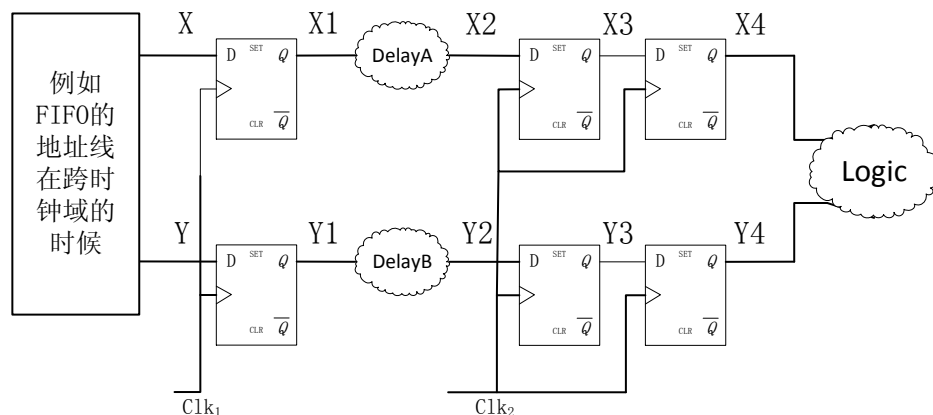 X X1 X2 X3 X4
D SET Q DelayA D SET Q D SET Q
CLR Q CLR Q CLR Q
例如
FIFO的
地址线
在跨时
钟域的
时候
Logic
Y Y1 Y2 Y3 Y4
D SET Q DelayB D SET Q D SET Q
CLR Q CLR Q CLR Q
Clk₁ Clk₂